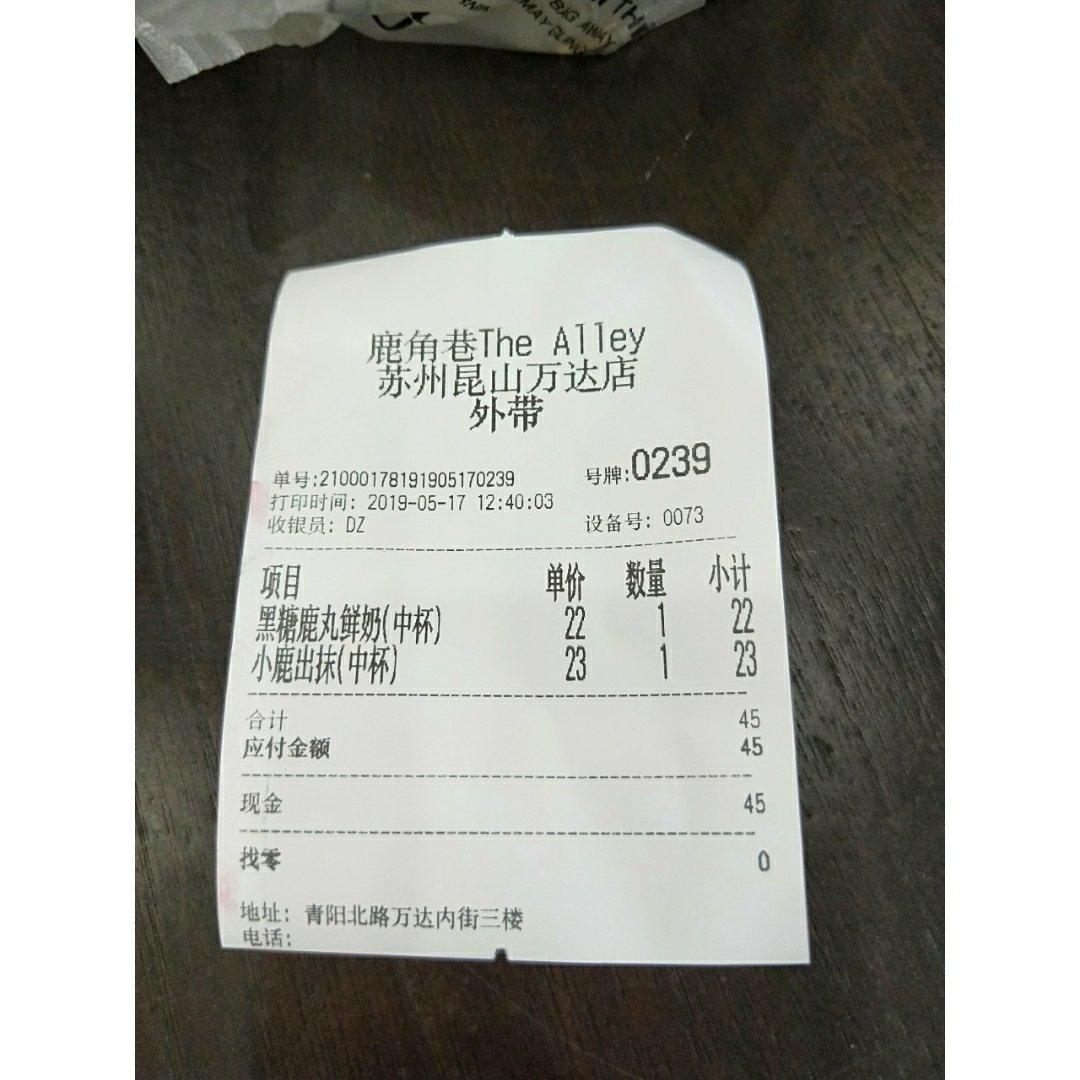 BAG AWAY
鹿角巷The Alley
苏州昆山万达店
外带
单号:21000178191905170239 号牌:0239
打印时间: 2019-05-17 12:40:03
收银员: DZ 设备号: 0073
项目 单价 数量 小计
黑糖鹿丸鲜奶(中杯) 22 1 22
小鹿出抹(中杯) 23 1 23
合计 45
应付金额 45
现金 45
找零 0
地址: 青阳北路万达内街三楼
电话: